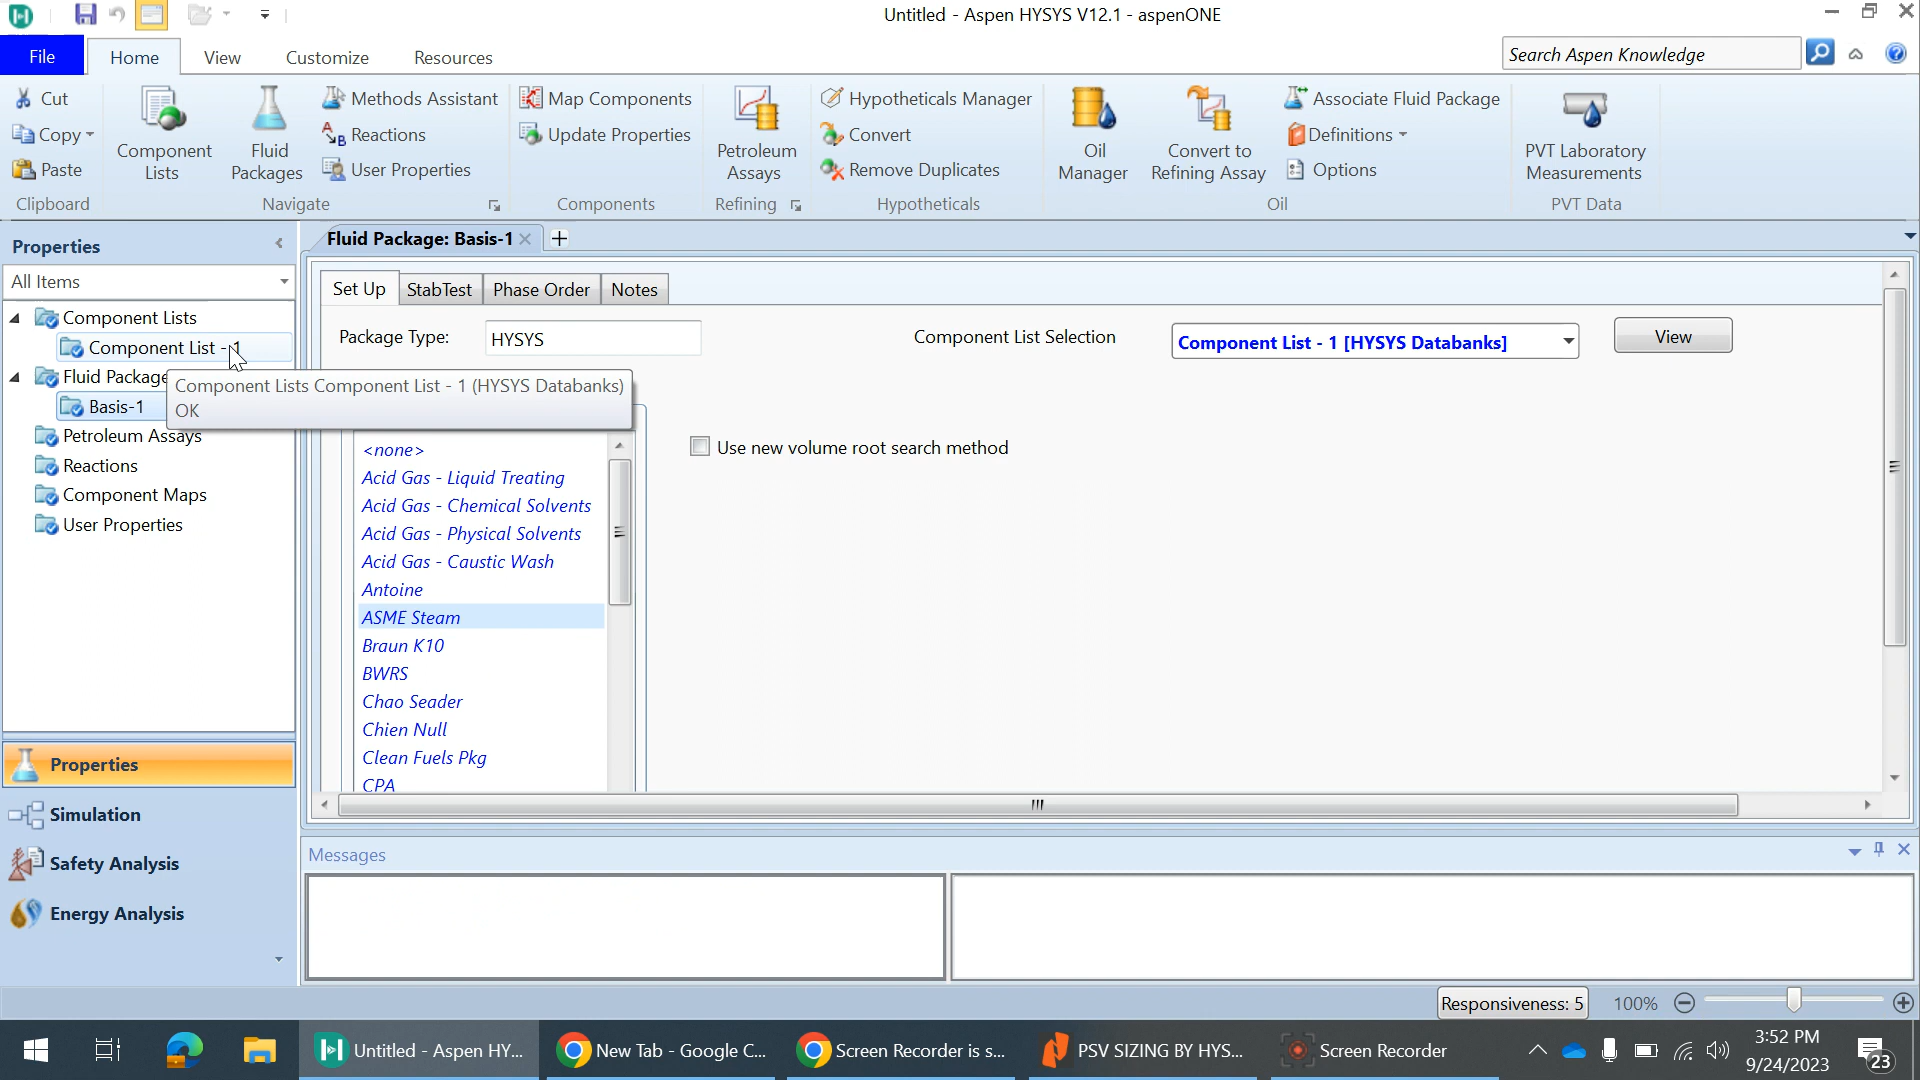 Untitled - Aspen HYSYS V12.1 - aspenONE
File
Home
View
Customize
Resources
Search Aspen Knowledge
Cut
Copy
Paste
Clipboard
Component
Lists
Fluid
Packages
Methods Assistant
Reactions
User Properties
Navigate
Map Components
Update Properties
Components
Petroleum
Assays
Refining
Hypotheticals Manager
Convert
Remove Duplicates
Hypotheticals
Oil
Manager
Convert to
Refining Assay
Associate Fluid Package
Definitions
Options
Oil
PVT Laboratory
Measurements
PVT Data
Properties
All Items
Component Lists
Component List - 1
Fluid Package
Basis-1
Petroleum Assays
Reactions
Component Maps
User Properties
Component Lists Component List - 1 (HYSYS Databanks)
OK
Properties
Simulation
Safety Analysis
Energy Analysis
Fluid Package: Basis-1
Set Up
StabTest
Phase Order
Notes
Package Type:
HYSYS
Component List Selection
Component List - 1 [HYSYS Databanks]
View
<none>
Acid Gas - Liquid Treating
Acid Gas - Chemical Solvents
Acid Gas - Physical Solvents
Acid Gas - Caustic Wash
Antoine
ASME Steam
Braun K10
BWRS
Chao Seader
Chien Null
Clean Fuels Pkg
CPA
Use new volume root search method
Messages
Responsiveness: 5
100%
Untitled - Aspen HY...
New Tab - Google C...
Screen Recorder is s...
PSV SIZING BY HYS...
Screen Recorder
3:52 PM
9/24/2023
23